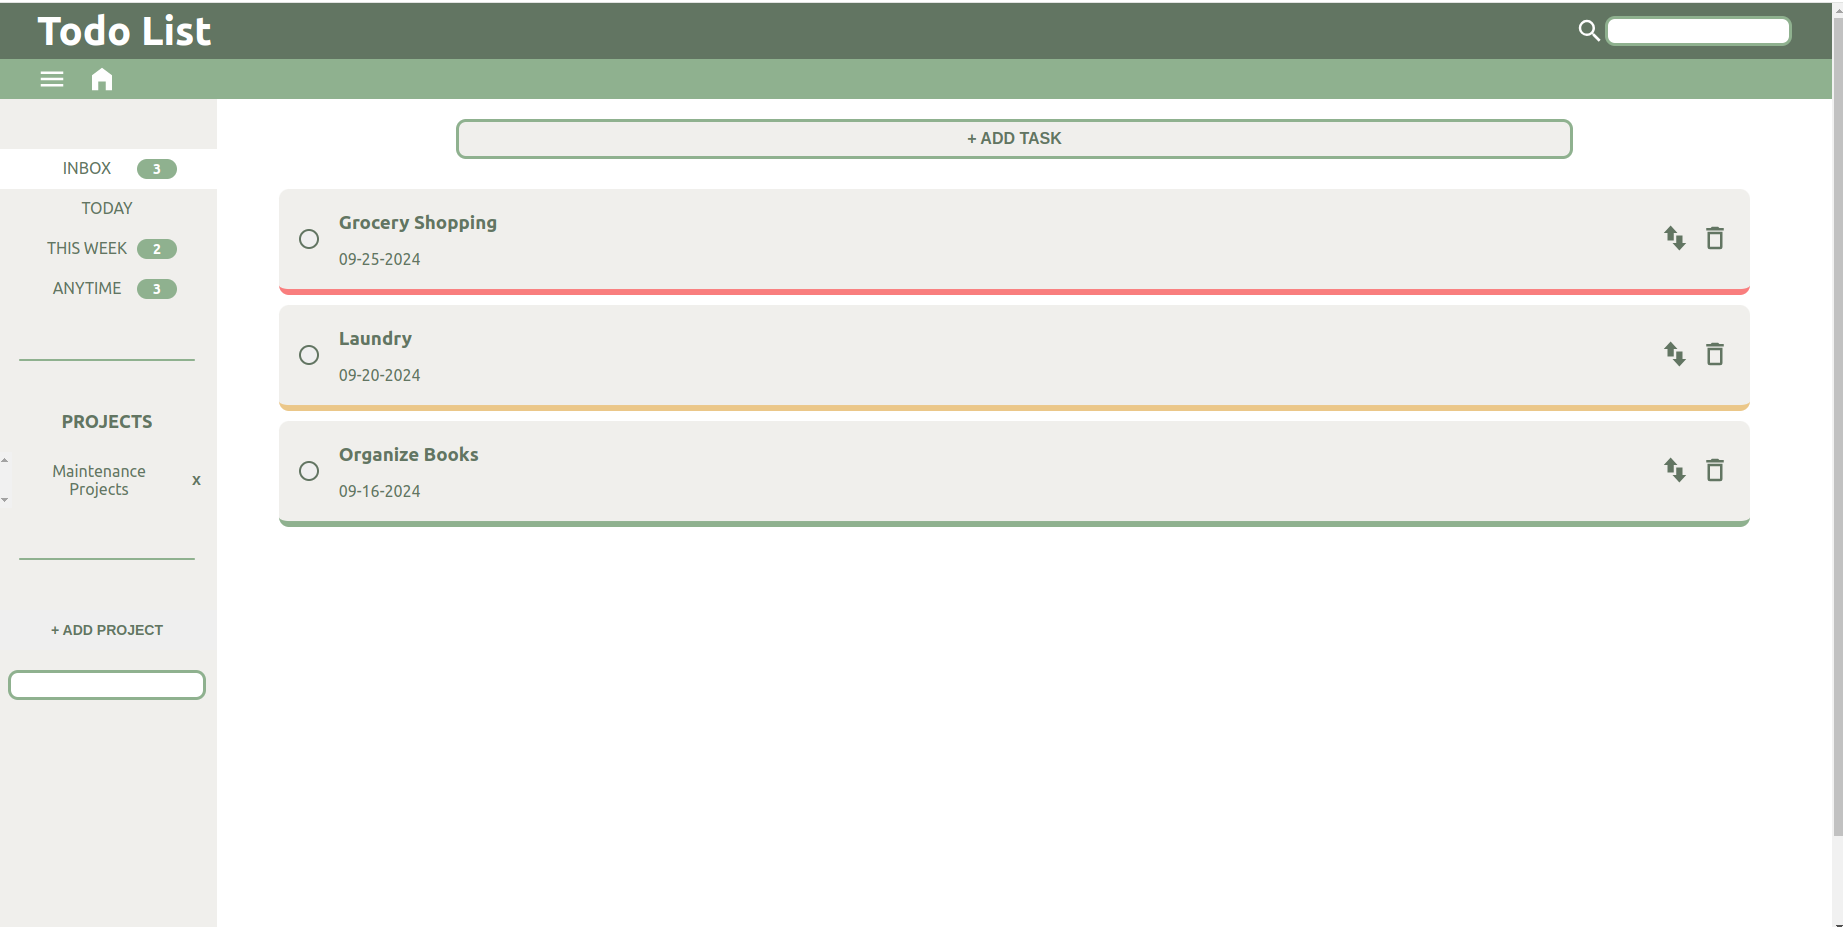 Todo List
INBOX 3
TODAY
THIS WEEK 2
ANYTIME 3
PROJECTS
Maintenance
Projects
x
+ ADD PROJECT
+ ADD TASK
Grocery Shopping
09-25-2024
Laundry
09-20-2024
Organize Books
09-16-2024